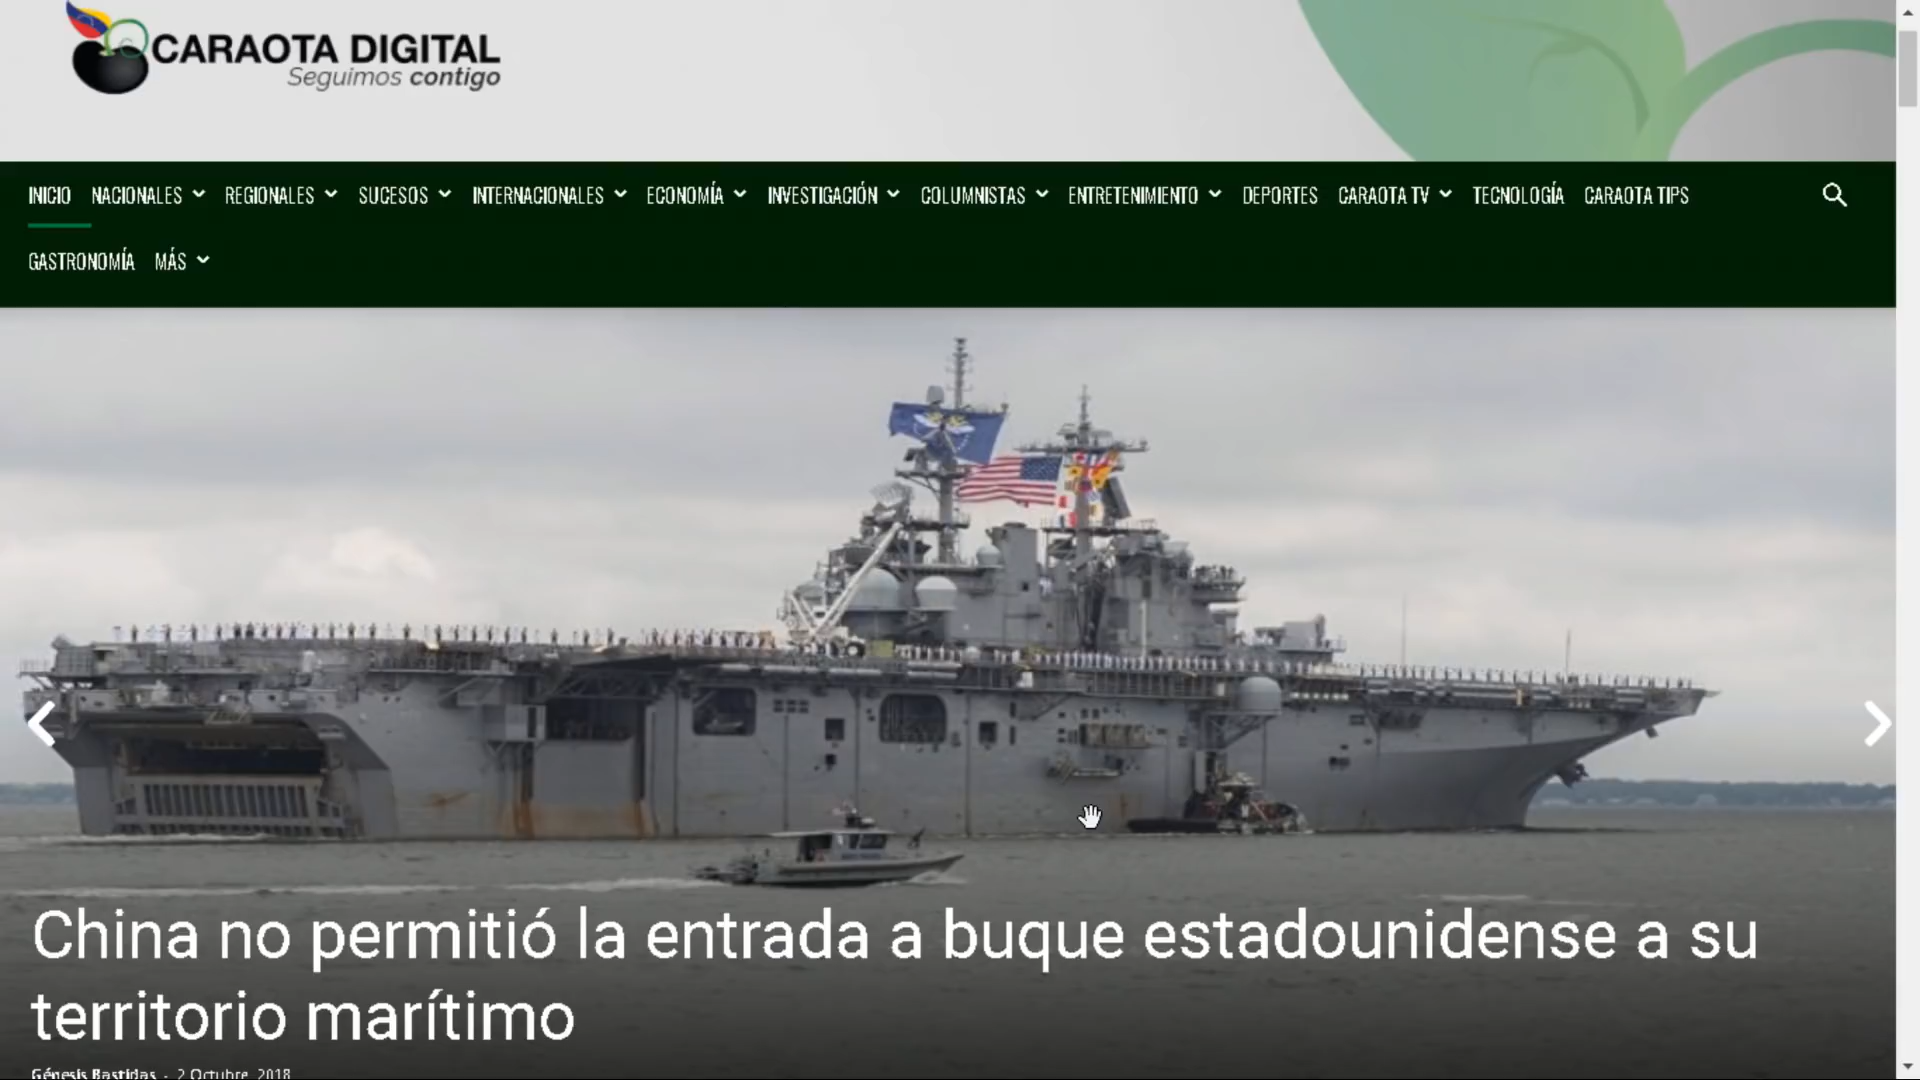 CARAOTA DIGITAL
Seguimos contigo
INICIO NACIONALES REGIONALES SUCESOS INTERNACIONALES ECONOMÍA INVESTIGACIÓN COLUMNISTAS ENTRETENIMIENTO DEPORTES CARAOTA TV TECNOLOGÍA CARAOTA TIPS
GASTRONOMÍA MÁS
China no permitió la entrada a buque estadounidense a su
territorio marítimo
Génesis Bastidas - 2 Octubre, 2018